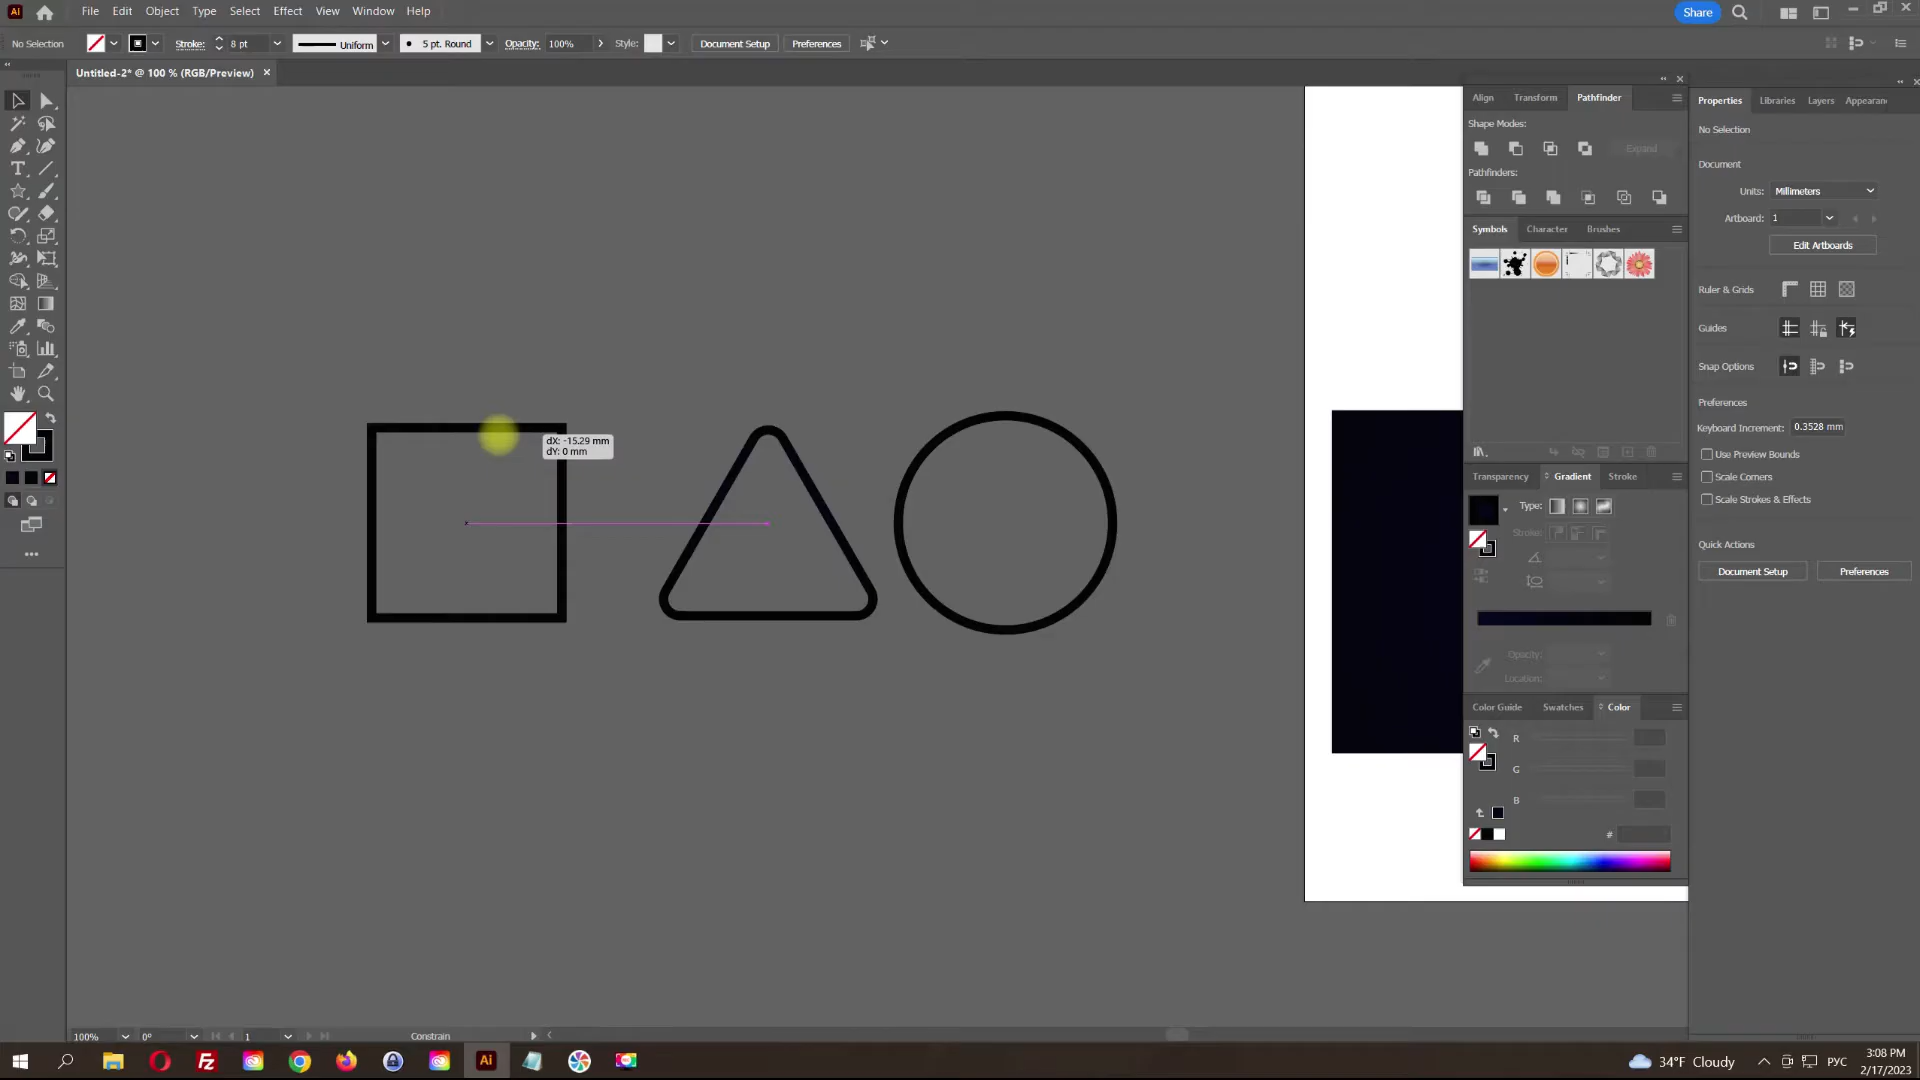 Ai File Edit Object Type Select Effect View Window Help Share
No Selection Stroke: 8 pt Uniform 5 pt. Round Opacity: 100% Style: Document Setup Preferences
Untitled-2* @ 100 % (RGB/Preview) ×
Align Transform Pathfinder
Shape Modes:
Expand
Pathfinders:
Symbols Character Brushes
Transparency Gradient Stroke
Type:
Stroke:
Opacity:
Location:
Color Guide Swatches Color
R
G
B
#
Properties Libraries Layers Appearan
No Selection
Document
Units: Millimeters
Artboard: 1
Edit Artboards
Ruler & Grids
Guides
Snap Options
Preferences
Keyboard Increment: 0.3528 mm
Use Preview Bounds
Scale Corners
Scale Strokes & Effects
Quick Actions
Document Setup Preferences
dX: -15.29 mm
dY: 0 mm
100% 0° 1 Constrain
Ai 34°F Cloudy РУС 3:08 PM
2/17/2023